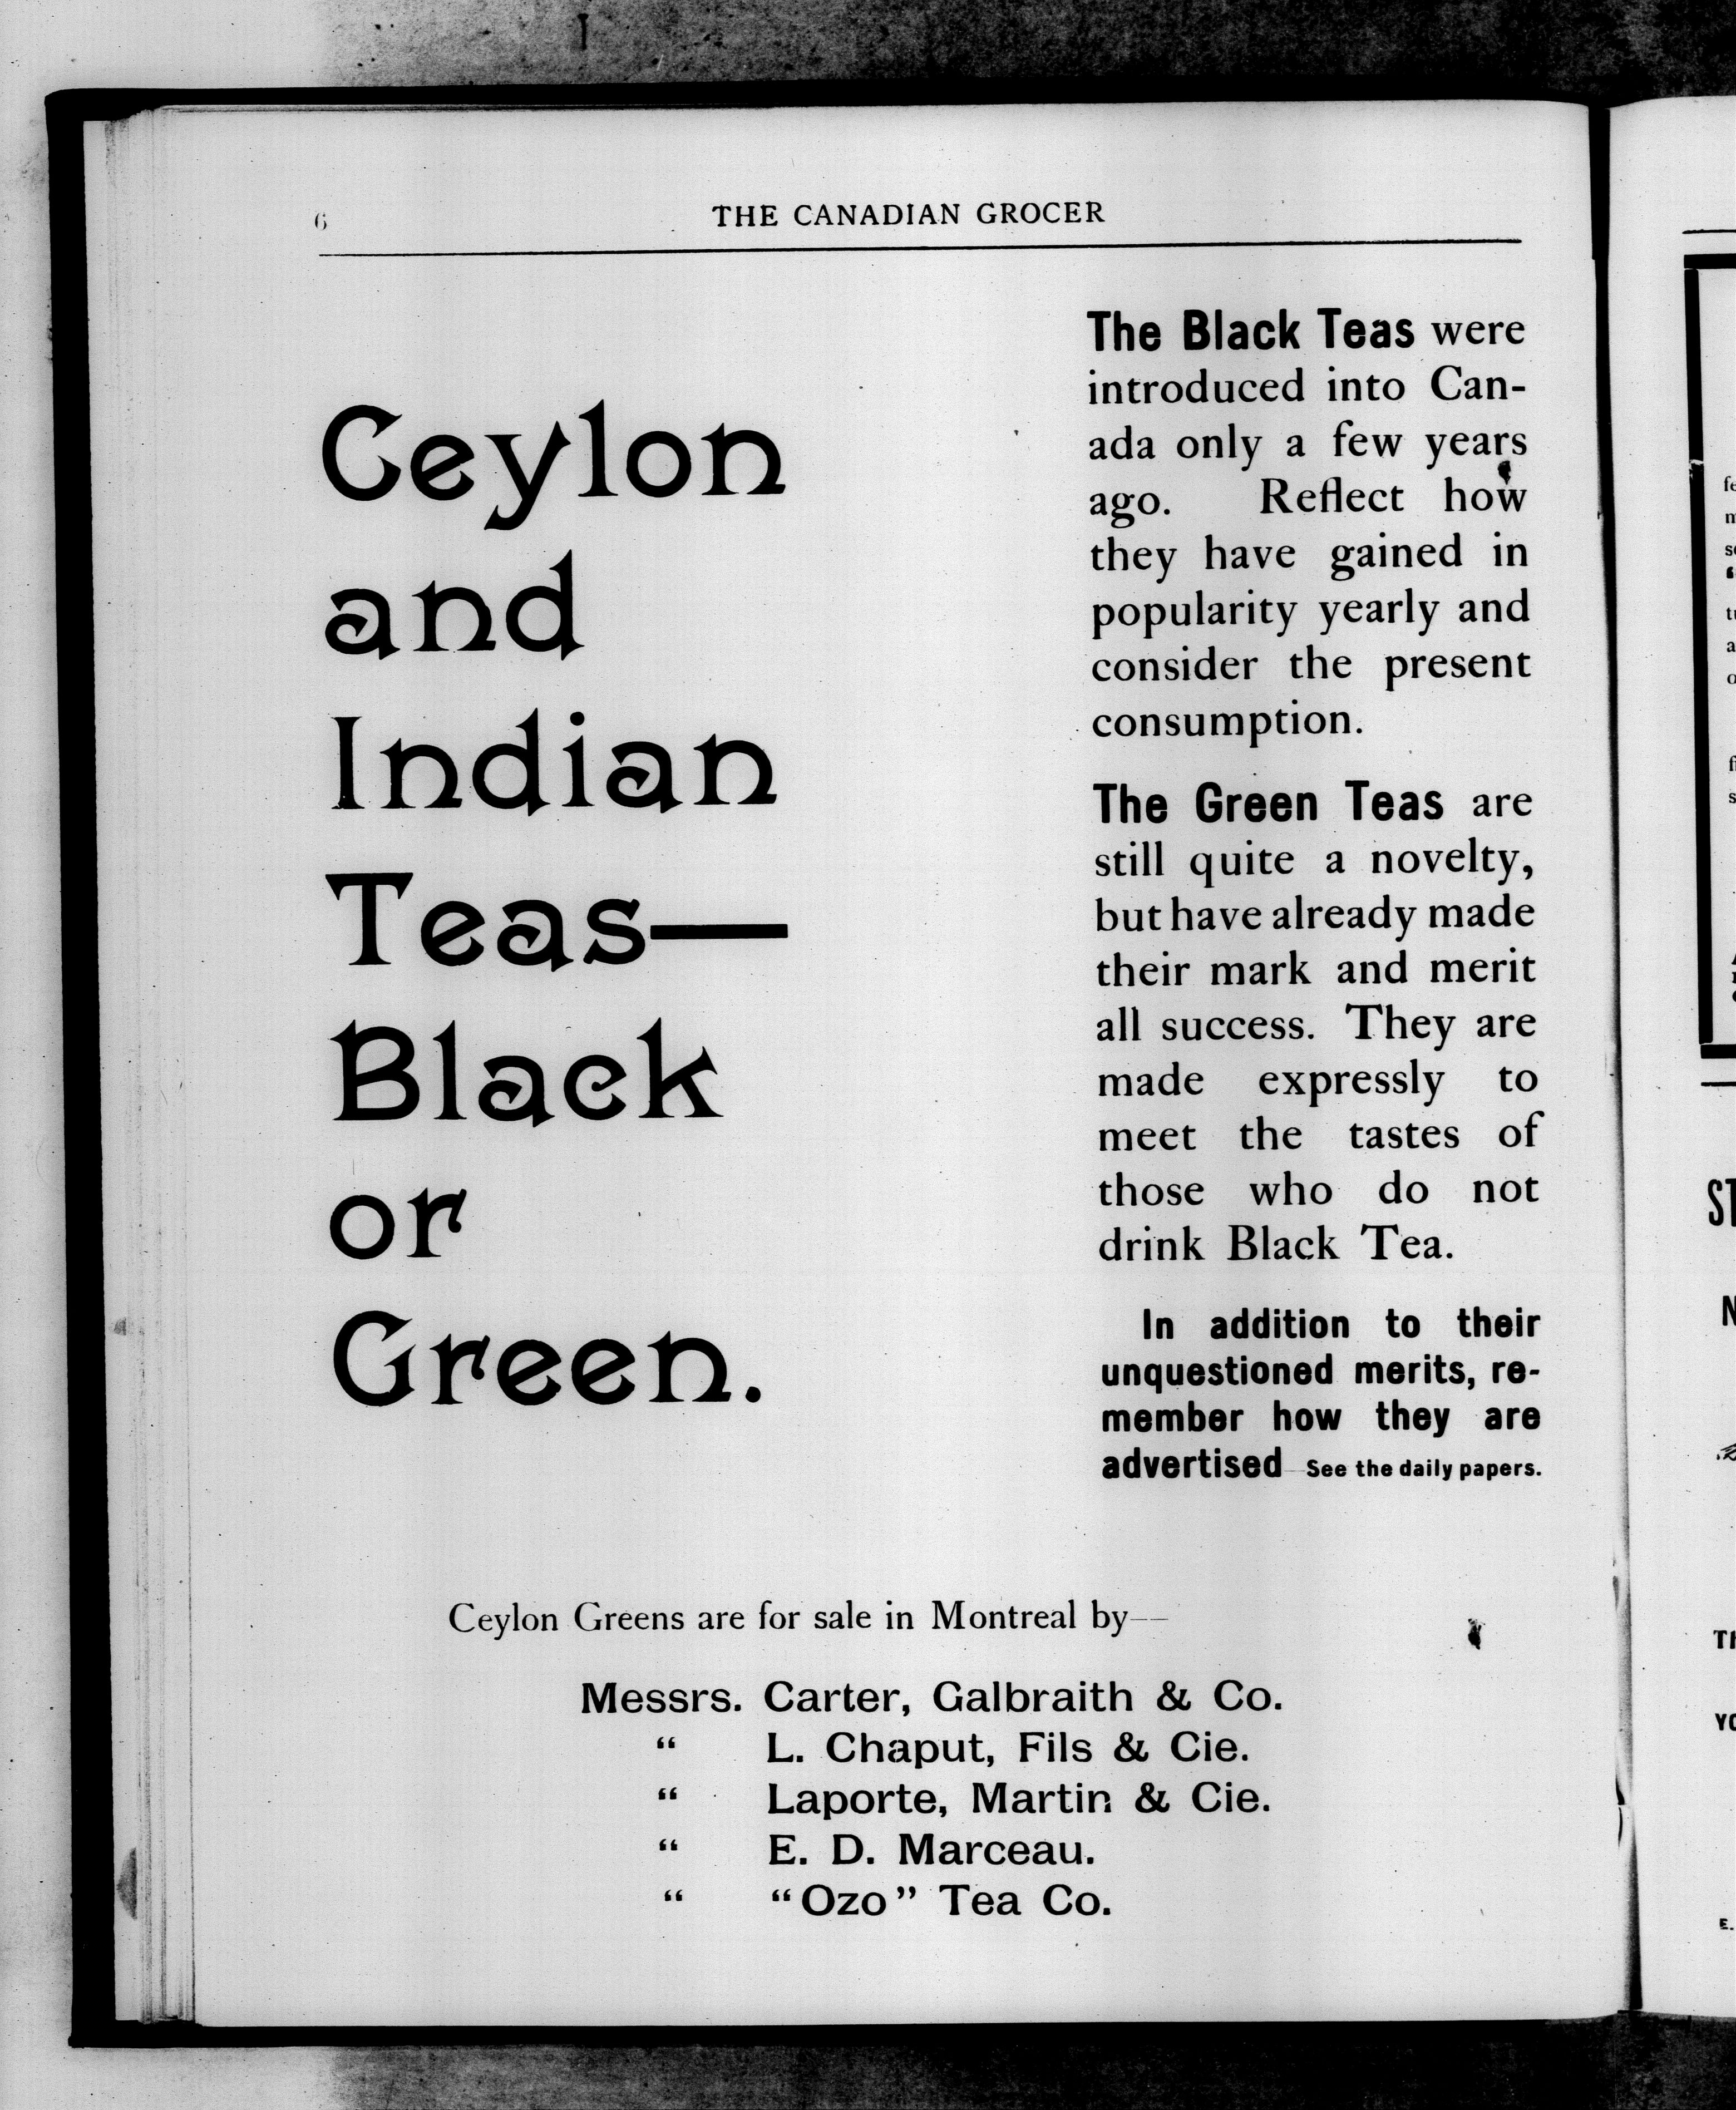 6
THE CANADIAN GROCER
Ceylon
and
Indian
Teas—
Black
or
Green.
The Black Teas were
introduced into Can-
ada only a few years
ago. Reflect how
they have gained in
popularity yearly and
consider the present
consumption.
The Green Teas are
still quite a novelty,
but have already made
their mark and merit
all success. They are
made expressly to
meet the tastes of
those who do not
drink Black Tea.
In addition to their
unquestioned merits, re-
member how they are
advertised See the daily papers.
Ceylon Greens are for sale in Montreal by—
Messrs. Carter, Galbraith & Co.
“ L. Chaput, Fils & Cie.
“ Laporte, Martin & Cie.
“ E. D. Marceau.
“ “Ozo” Tea Co.